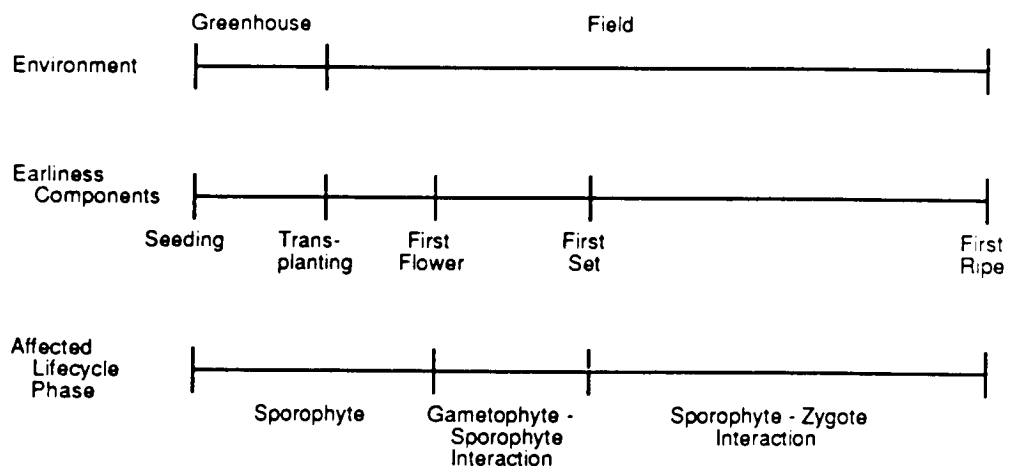 Greenhouse Field
Environment
Earliness
Components
Seeding Trans- First First First
planting Flower Set Ripe
Affected
Lifecycle
Phase
Sporophyte Gametophyte - Sporophyte - Zygote
Sporophyte Interaction
Interaction